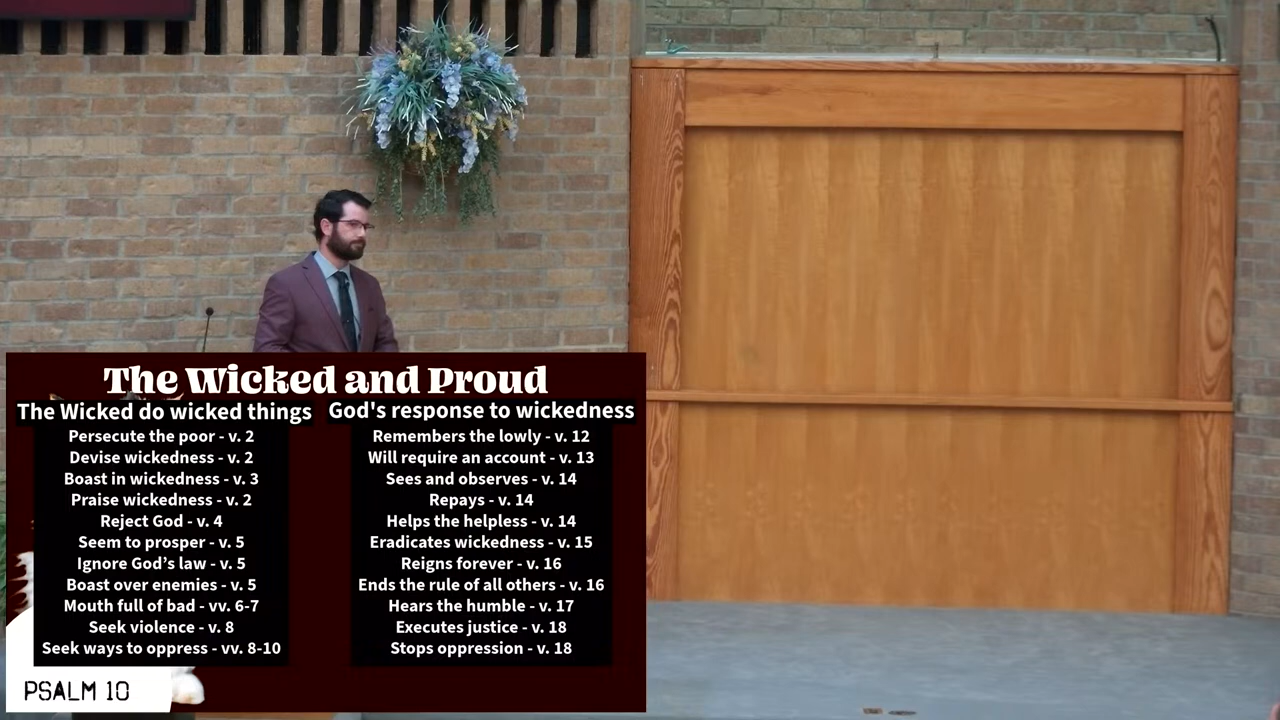 The Wicked and Proud
The Wicked do wicked things
Persecute the poor - v. 2
Devise wickedness - v. 2
Boast in wickedness - v. 3
Praise wickedness - v. 2
Reject God - v. 4
Seem to prosper - v. 5
Ignore God’s law - v. 5
Boast over enemies - v. 5
Mouth full of bad - vv. 6-7
Seek violence - v. 8
Seek ways to oppress - vv. 8-10
God's response to wickedness
Remembers the lowly - v. 12
Will require an account - v. 13
Sees and observes - v. 14
Repays - v. 14
Helps the helpless - v. 14
Eradicates wickedness - v. 15
Reigns forever - v. 16
Ends the rule of all others - v. 16
Hears the humble - v. 17
Executes justice - v. 18
Stops oppression - v. 18
PSALM 10